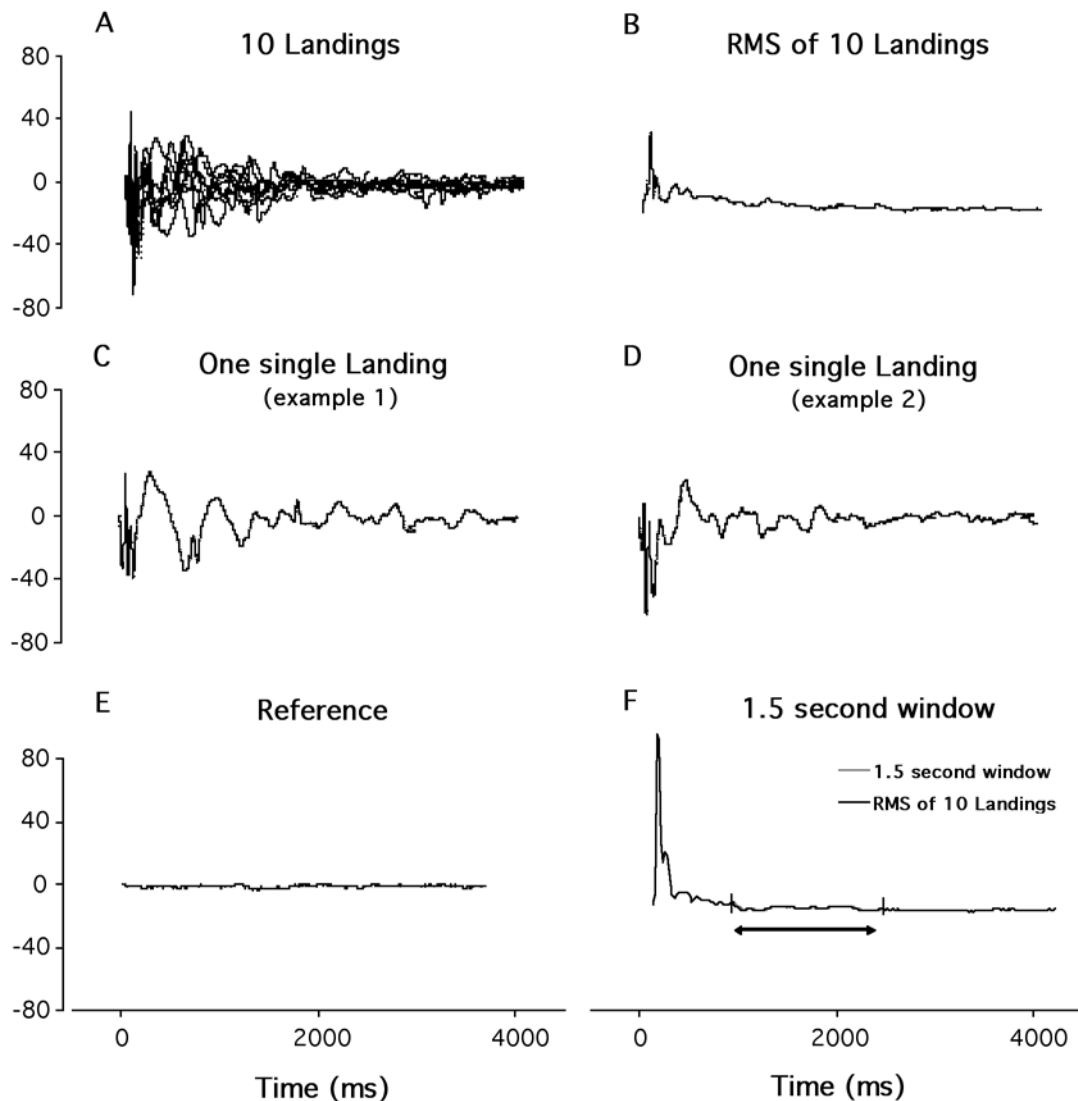 A
10 Landings
B
RMS of 10 Landings
80
40
0
-40
-80
C
One single Landing
(example 1)
D
One single Landing
(example 2)
80
40
0
-40
-80
E
Reference
F
1.5 second window
80
40
0
-40
-80
1.5 second window
RMS of 10 Landings
0
2000
4000
0
2000
4000
Time (ms)
Time (ms)